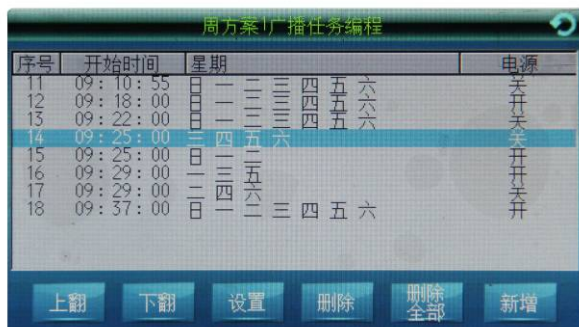 周方案1广播任务编程
序号 开始时间 星期 电源
11 09:10:55 日 一 二 三 四 五 六 关
12 09:18:00 日 一 二 三 四 五 六 开
13 09:22:00 日 一 二 三 四 五 六 关
14 09:25:00 三 四 五 六 关
15 09:25:00 日 一 二 开
16 09:29:00 一 三 五 开
17 09:29:00 二 四 六 关
18 09:37:00 日 一 二 三 四 五 六 开
上翻 下翻 设置 删除 删除全部 新增